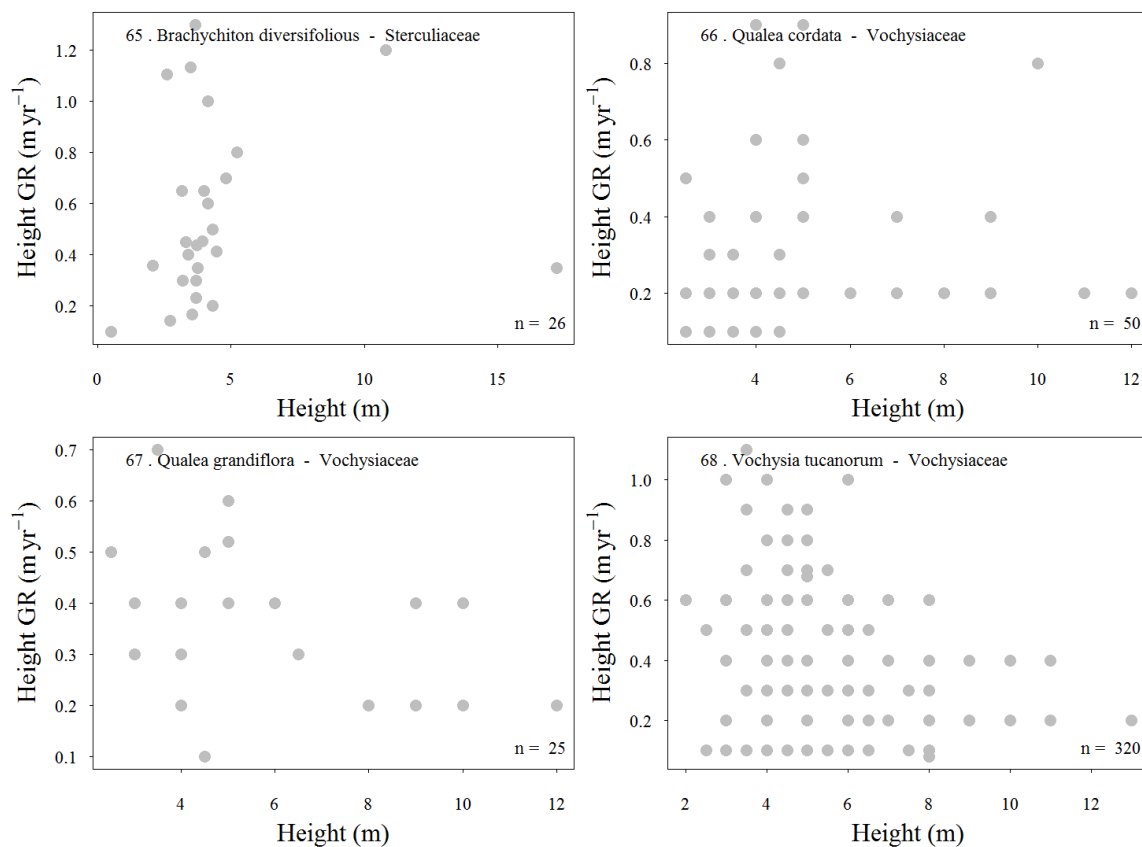 65 . Brachychiton diversifolious - Sterculiaceae
Height GR (m yr⁻¹)
1.2
1.0
0.8
0.6
0.4
0.2
n = 26
0 5 10 15
Height (m)
66 . Qualea cordata - Vochysiaceae
Height GR (m yr⁻¹)
0.8
0.6
0.4
0.2
n = 50
4 6 8 10 12
Height (m)
67 . Qualea grandiflora - Vochysiaceae
Height GR (m yr⁻¹)
0.7
0.6
0.5
0.4
0.3
0.2
0.1
n = 25
4 6 8 10 12
Height (m)
68 . Vochysia tucanorum - Vochysiaceae
Height GR (m yr⁻¹)
1.0
0.8
0.6
0.4
0.2
n = 320
2 4 6 8 10 12
Height (m)